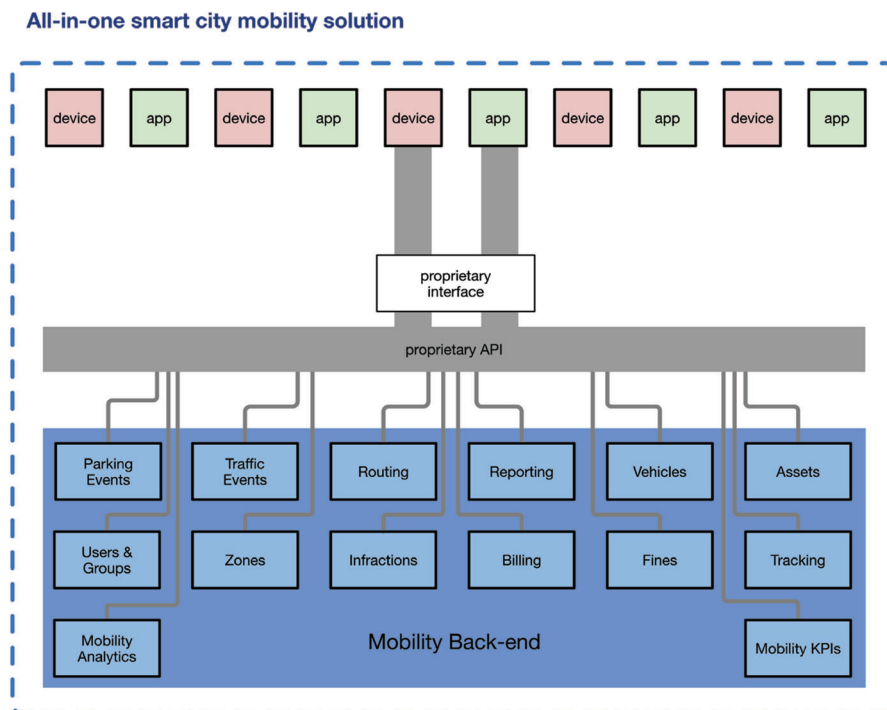 All-in-one smart city mobility solution
device app device app device app device app device app
proprietary
interface
proprietary API
Parking
Events
Traffic
Events
Routing
Reporting
Vehicles
Assets
Users &
Groups
Zones
Infractions
Billing
Fines
Tracking
Mobility
Analytics
Mobility Back-end
Mobility KPIs